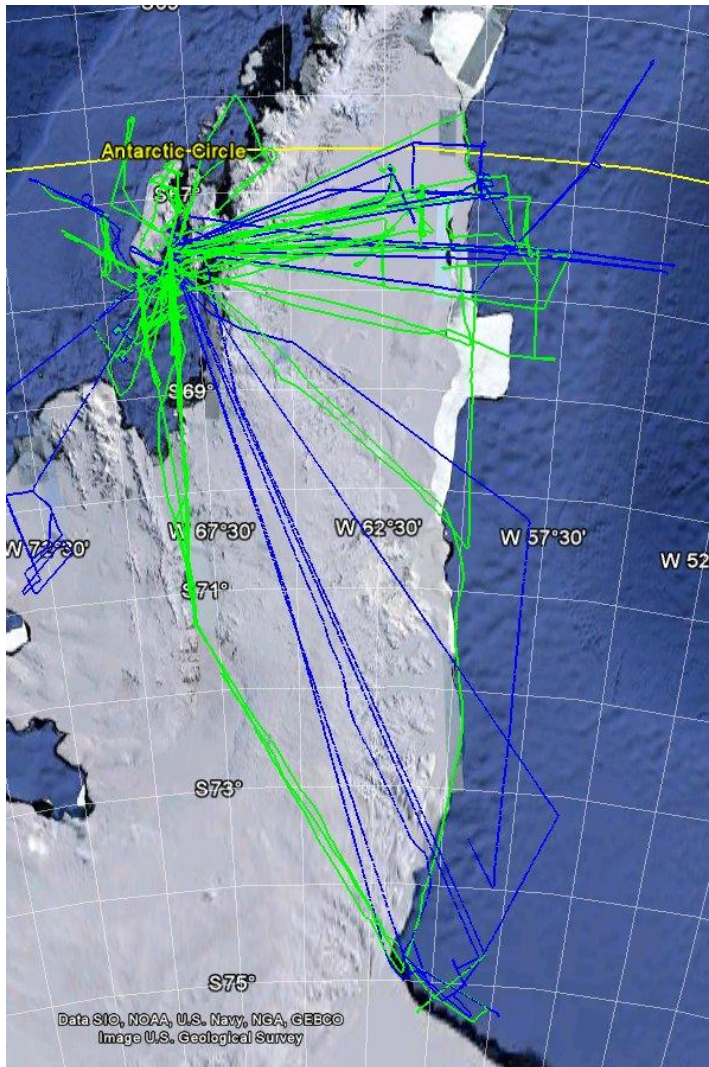 Antarctic Circle
S67°
S69°
W 72°30'
W 67°30'
W 62°30'
W 57°30'
W 52°
S71°
S73°
S75°
Data SIO, NOAA, U.S. Navy, NGA, GEBCO
Image U.S. Geological Survey